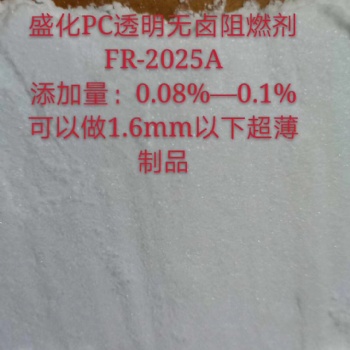 盛化PC透明无卤阻燃剂
FR-2025A
添加量：0.08%—0.1%
可以做1.6mm以下超薄
制品